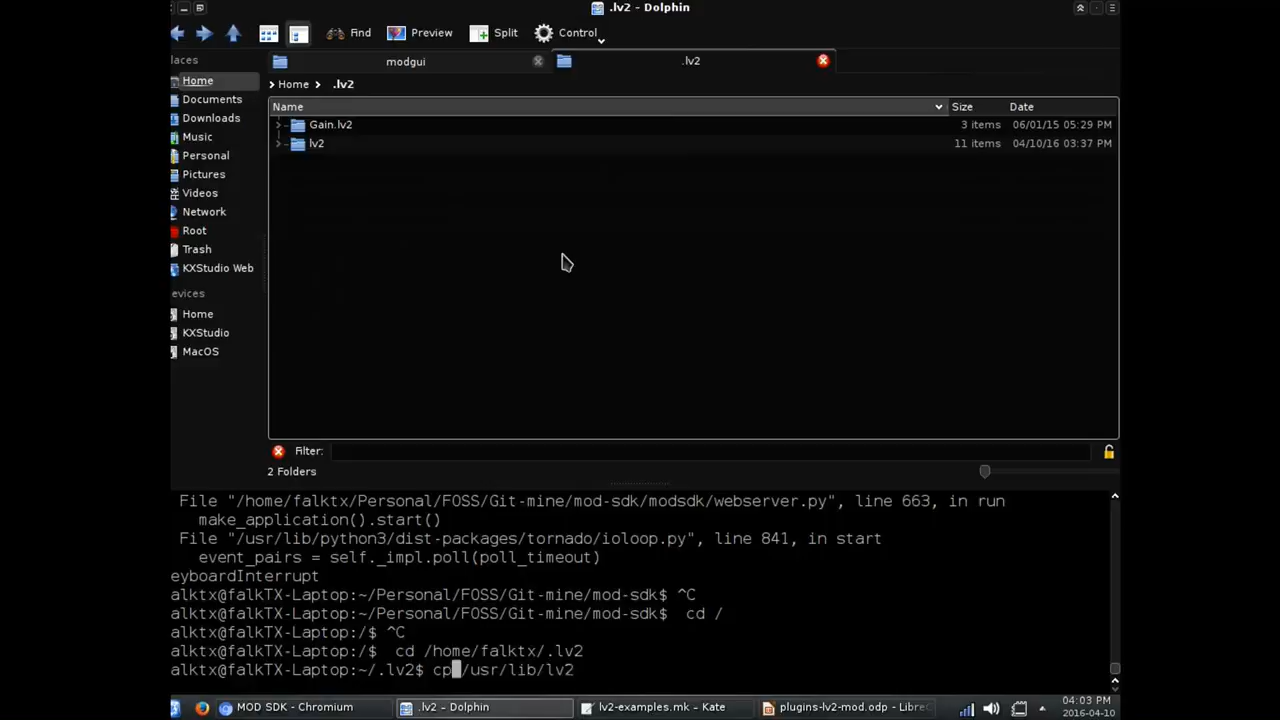 .lv2 - Dolphin
Find Preview Split Control
laces modgui .lv2
Home > Home > .lv2
Documents Name Size Date
Downloads Gain.lv2 3 items 06/01/15 05:29 PM
Music lv2 11 items 04/10/16 03:37 PM
Personal
Pictures
Videos
Network
Root
Trash
KXStudio Web
evices
Home
KXStudio
MacOS
Filter:
2 Folders
File "/home/falktx/Personal/FOSS/Git-mine/mod-sdk/modsdk/webserver.py", line 663, in run
make_application().start()
File "/usr/lib/python3/dist-packages/tornado/ioloop.py", line 841, in start
event_pairs = self._impl.poll(poll_timeout)
eyboardInterrupt
alktx@falkTX-Laptop:~/Personal/FOSS/Git-mine/mod-sdk$ ^C
alktx@falkTX-Laptop:~/Personal/FOSS/Git-mine/mod-sdk$ cd /
alktx@falkTX-Laptop:/$ ^C
alktx@falkTX-Laptop:/$ cd /home/falktx/.lv2
alktx@falkTX-Laptop:~/.lv2$ cp /usr/lib/lv2
MOD SDK - Chromium .lv2 - Dolphin lv2-examples.mk - Kate plugins-lv2-mod.odp - LibreC 04:03 PM
2016-04-10